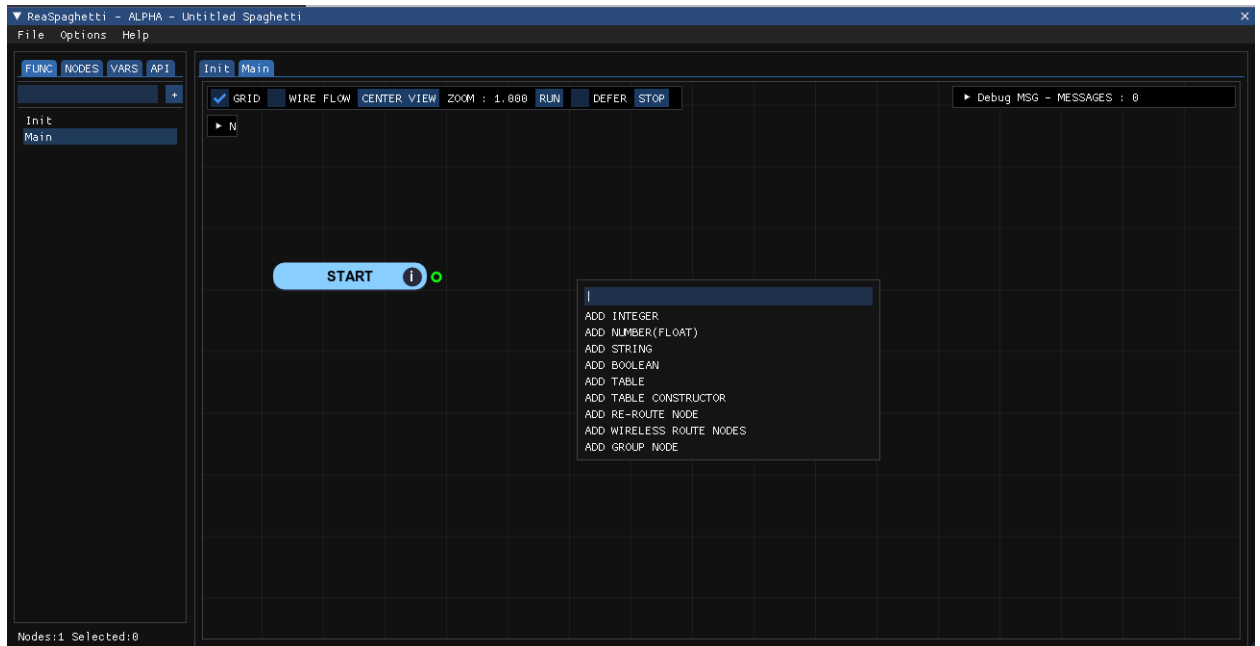 ▼ ReaSpaghetti - ALPHA - Untitled Spaghetti ×
File Options Help
FUNC NODES VARS API
+
Init
Main
Init Main
GRID WIRE FLOW CENTER VIEW ZOOM : 1.000 RUN DEFER STOP
► Debug MSG - MESSAGES : 0
► N
START i
ADD INTEGER
ADD NUMBER(FLOAT)
ADD STRING
ADD BOOLEAN
ADD TABLE
ADD TABLE CONSTRUCTOR
ADD RE-ROUTE NODE
ADD WIRELESS ROUTE NODES
ADD GROUP NODE
Nodes:1 Selected:0